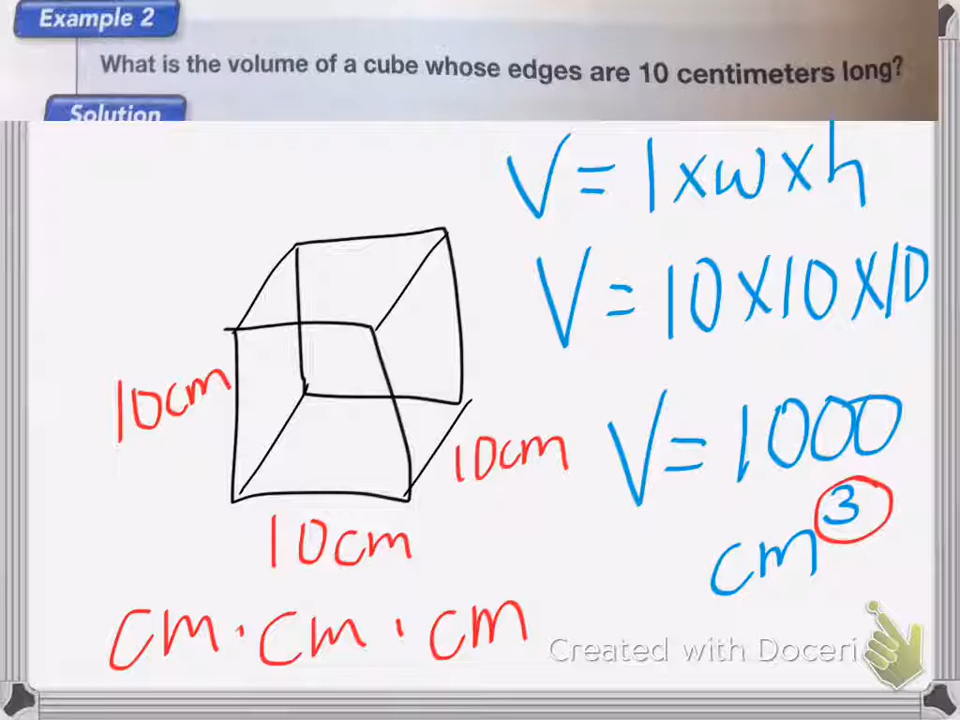 Example 2
What is the volume of a cube whose edges are 10 centimeters long?
Solution
V = l x w x h
V = 10 x 10 x 10
10cm
10cm
10cm
V = 1000
cm³
cm · cm · cm
Created with Doceri